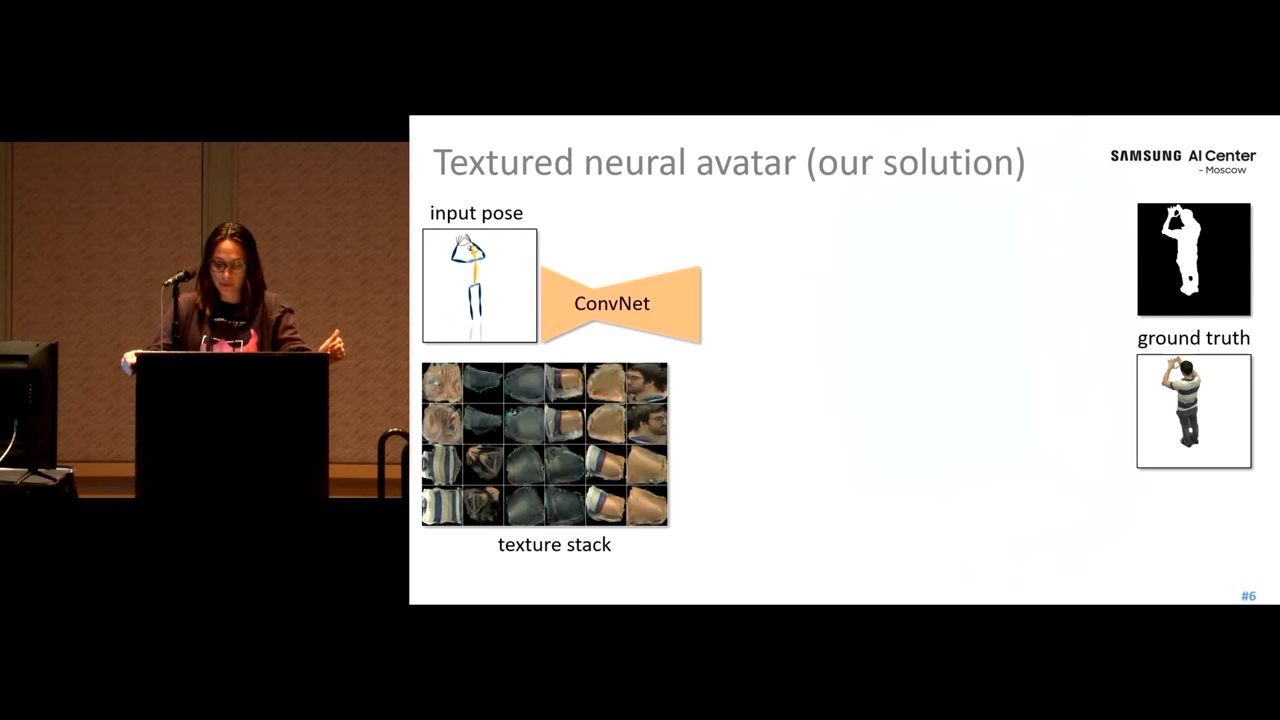 Textured neural avatar (our solution)
SAMSUNG AI Center
- Moscow
input pose
ConvNet
ground truth
texture stack
#6